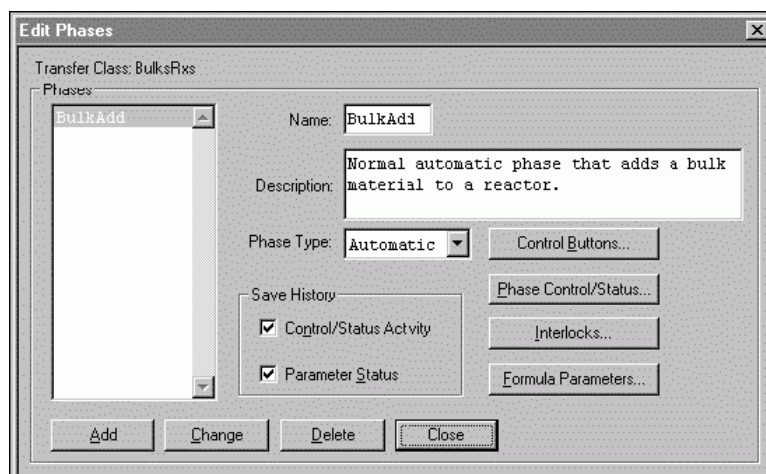 Edit Phases
Transfer Class: BulksRxs
Phases
BulkAdd
Name: BulkAdd
Description: Normal automatic phase that adds a bulk
material to a reactor.
Phase Type: Automatic
Control Buttons...
Save History
Phase Control/Status...
Control/Status Actvity
Interlocks...
Parameter Status
Formula Parameters...
Add Change Delete Close